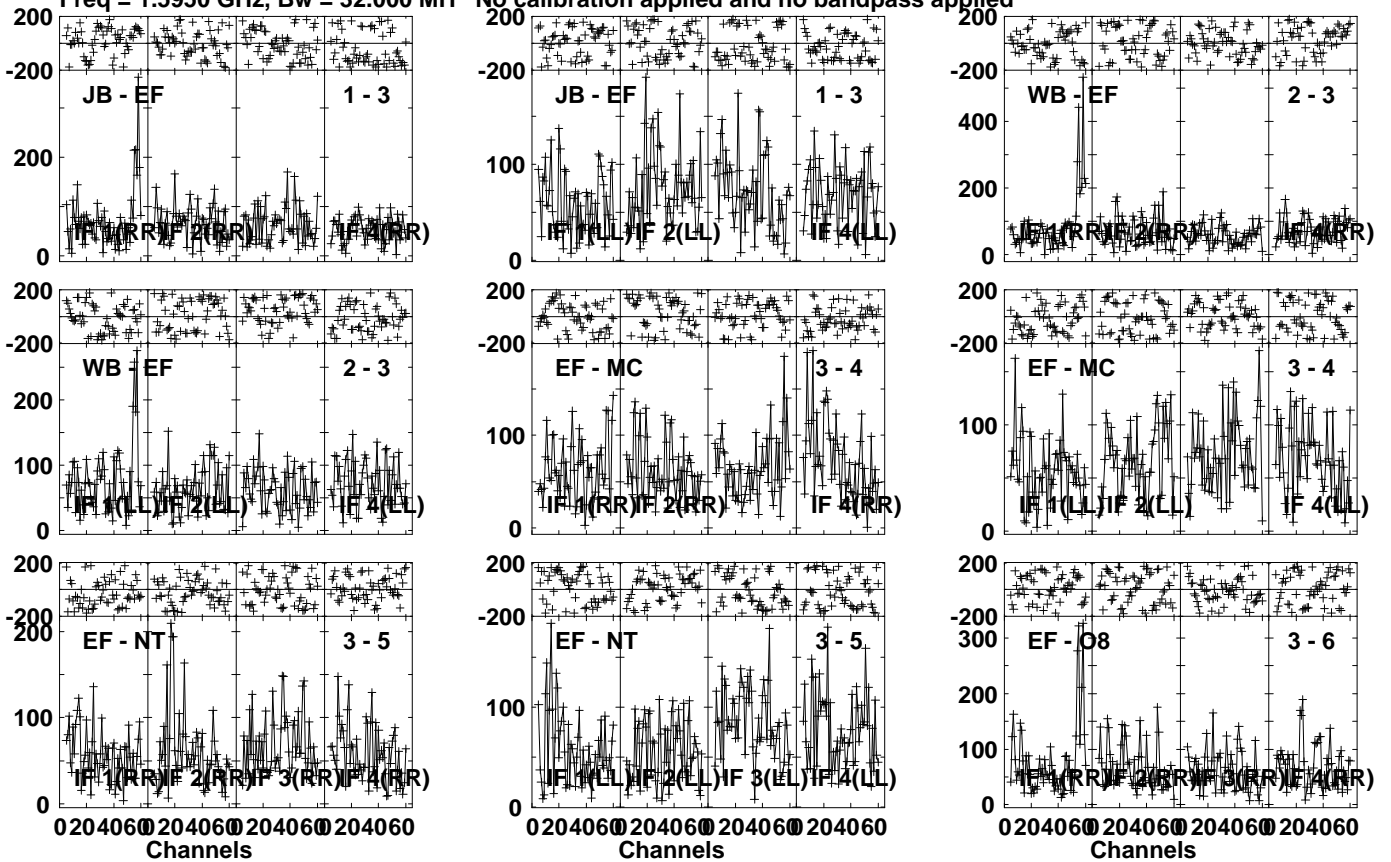 Freq = 1.5950 GHz, Bw = 32.000 MH No calibration applied and no bandpass applied
200
-200
JB - EF 1 - 3
200
0
IF 1(RR) IF 2(RR) IF 4(RR)
200
-200
JB - EF 1 - 3
100
0
IF 1(LL) IF 2(LL) IF 4(LL)
200
-200
WB - EF 2 - 3
400
200
0
IF 1(RR) IF 2(RR) IF 4(RR)
200
-200
WB - EF 2 - 3
200
100
0
IF 1(LL) IF 2(LL) IF 4(LL)
200
-200
EF - MC 3 - 4
150
100
50
0
IF 1(RR) IF 2(RR) IF 4(RR)
200
-200
EF - MC 3 - 4
100
0
IF 1(LL) IF 2(LL) IF 4(LL)
200
-200
200
EF - NT 3 - 5
100
0
IF 1(RR) IF 2(RR) IF 3(RR) IF 4(RR)
0 20 40 60 0 20 40 60 0 20 40 60 0 20 40 60
Channels
200
-200
EF - NT 3 - 5
100
0
IF 1(LL) IF 2(LL) IF 3(LL) IF 4(LL)
0 20 40 60 0 20 40 60 0 20 40 60 0 20 40 60
Channels
200
-200
300
EF - O8 3 - 6
200
100
0
IF 1(RR) IF 2(RR) IF 3(RR) IF 4(RR)
0 20 40 60 0 20 40 60 0 20 40 60 0 20 40 60
Channels